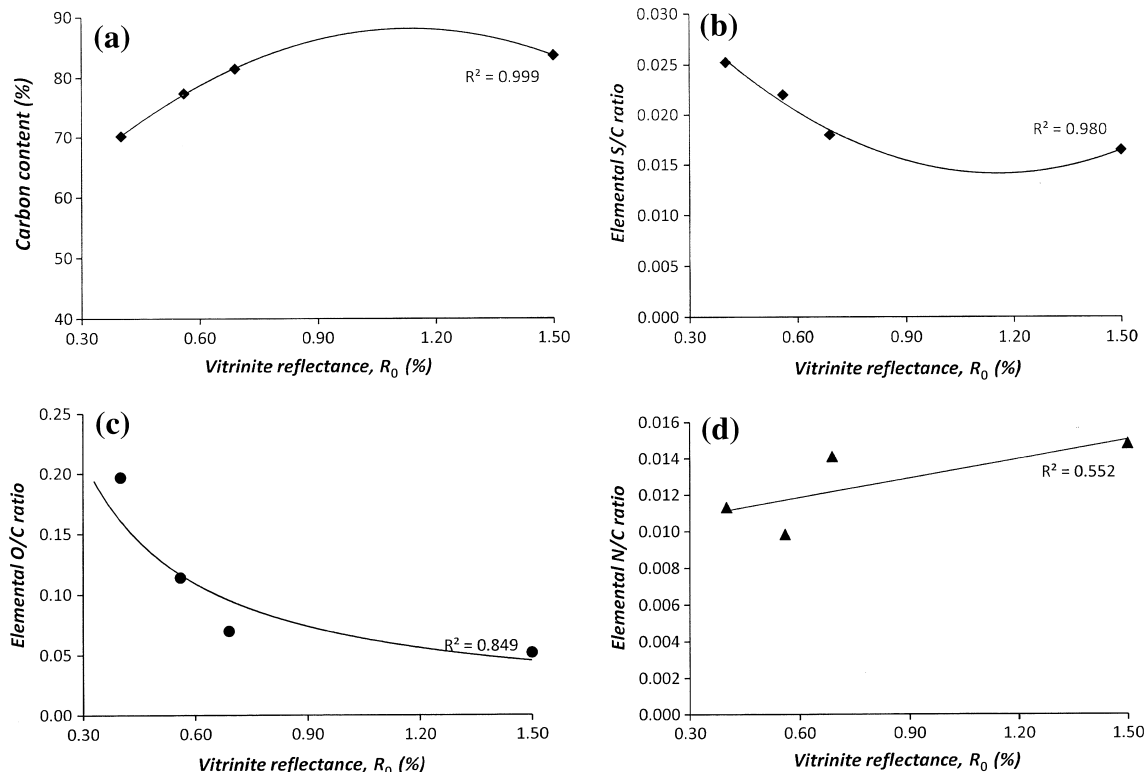 (a)
90
80
70
60
50
40
Carbon content (%)
R² = 0.999
0.30 0.60 0.90 1.20 1.50
Vitrinite reflectance, R₀ (%)
(b)
0.030
0.025
0.020
0.015
0.010
0.005
0.000
Elemental S/C ratio
R² = 0.980
0.30 0.60 0.90 1.20 1.50
Vitrinite reflectance, R₀ (%)
(c)
0.25
0.20
0.15
0.10
0.05
0.00
Elemental O/C ratio
R² = 0.849
0.30 0.60 0.90 1.20 1.50
Vitrinite reflectance, R₀ (%)
(d)
0.016
0.014
0.012
0.010
0.008
0.006
0.004
0.002
0.000
Elemental N/C ratio
R² = 0.552
0.30 0.60 0.90 1.20 1.50
Vitrinite reflectance, R₀ (%)